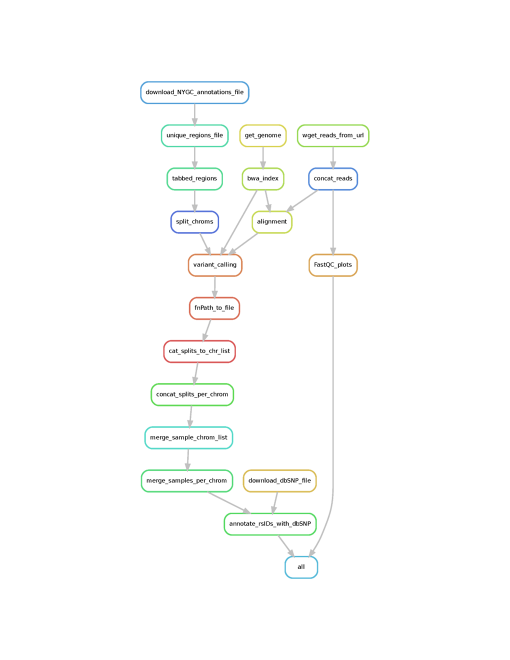 download_NYGC_annotations_file
unique_regions_file
get_genome
wget_reads_from_url
tabbed_regions
bwa_index
concat_reads
split_chroms
alignment
variant_calling
FastQC_plots
fnPath_to_file
cat_splits_to_chr_list
concat_splits_per_chrom
merge_sample_chrom_list
merge_samples_per_chrom
download_dbSNP_file
annotate_rsIDs_with_dbSNP
all